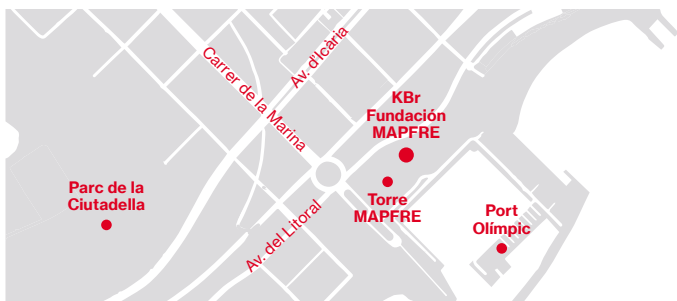 Carrer de la Marina
Av. d'Icària
KBr
Fundación
MAPFRE
Parc de la
Ciutadella
Torre
MAPFRE
Av. del Litoral
Port
Olímpic